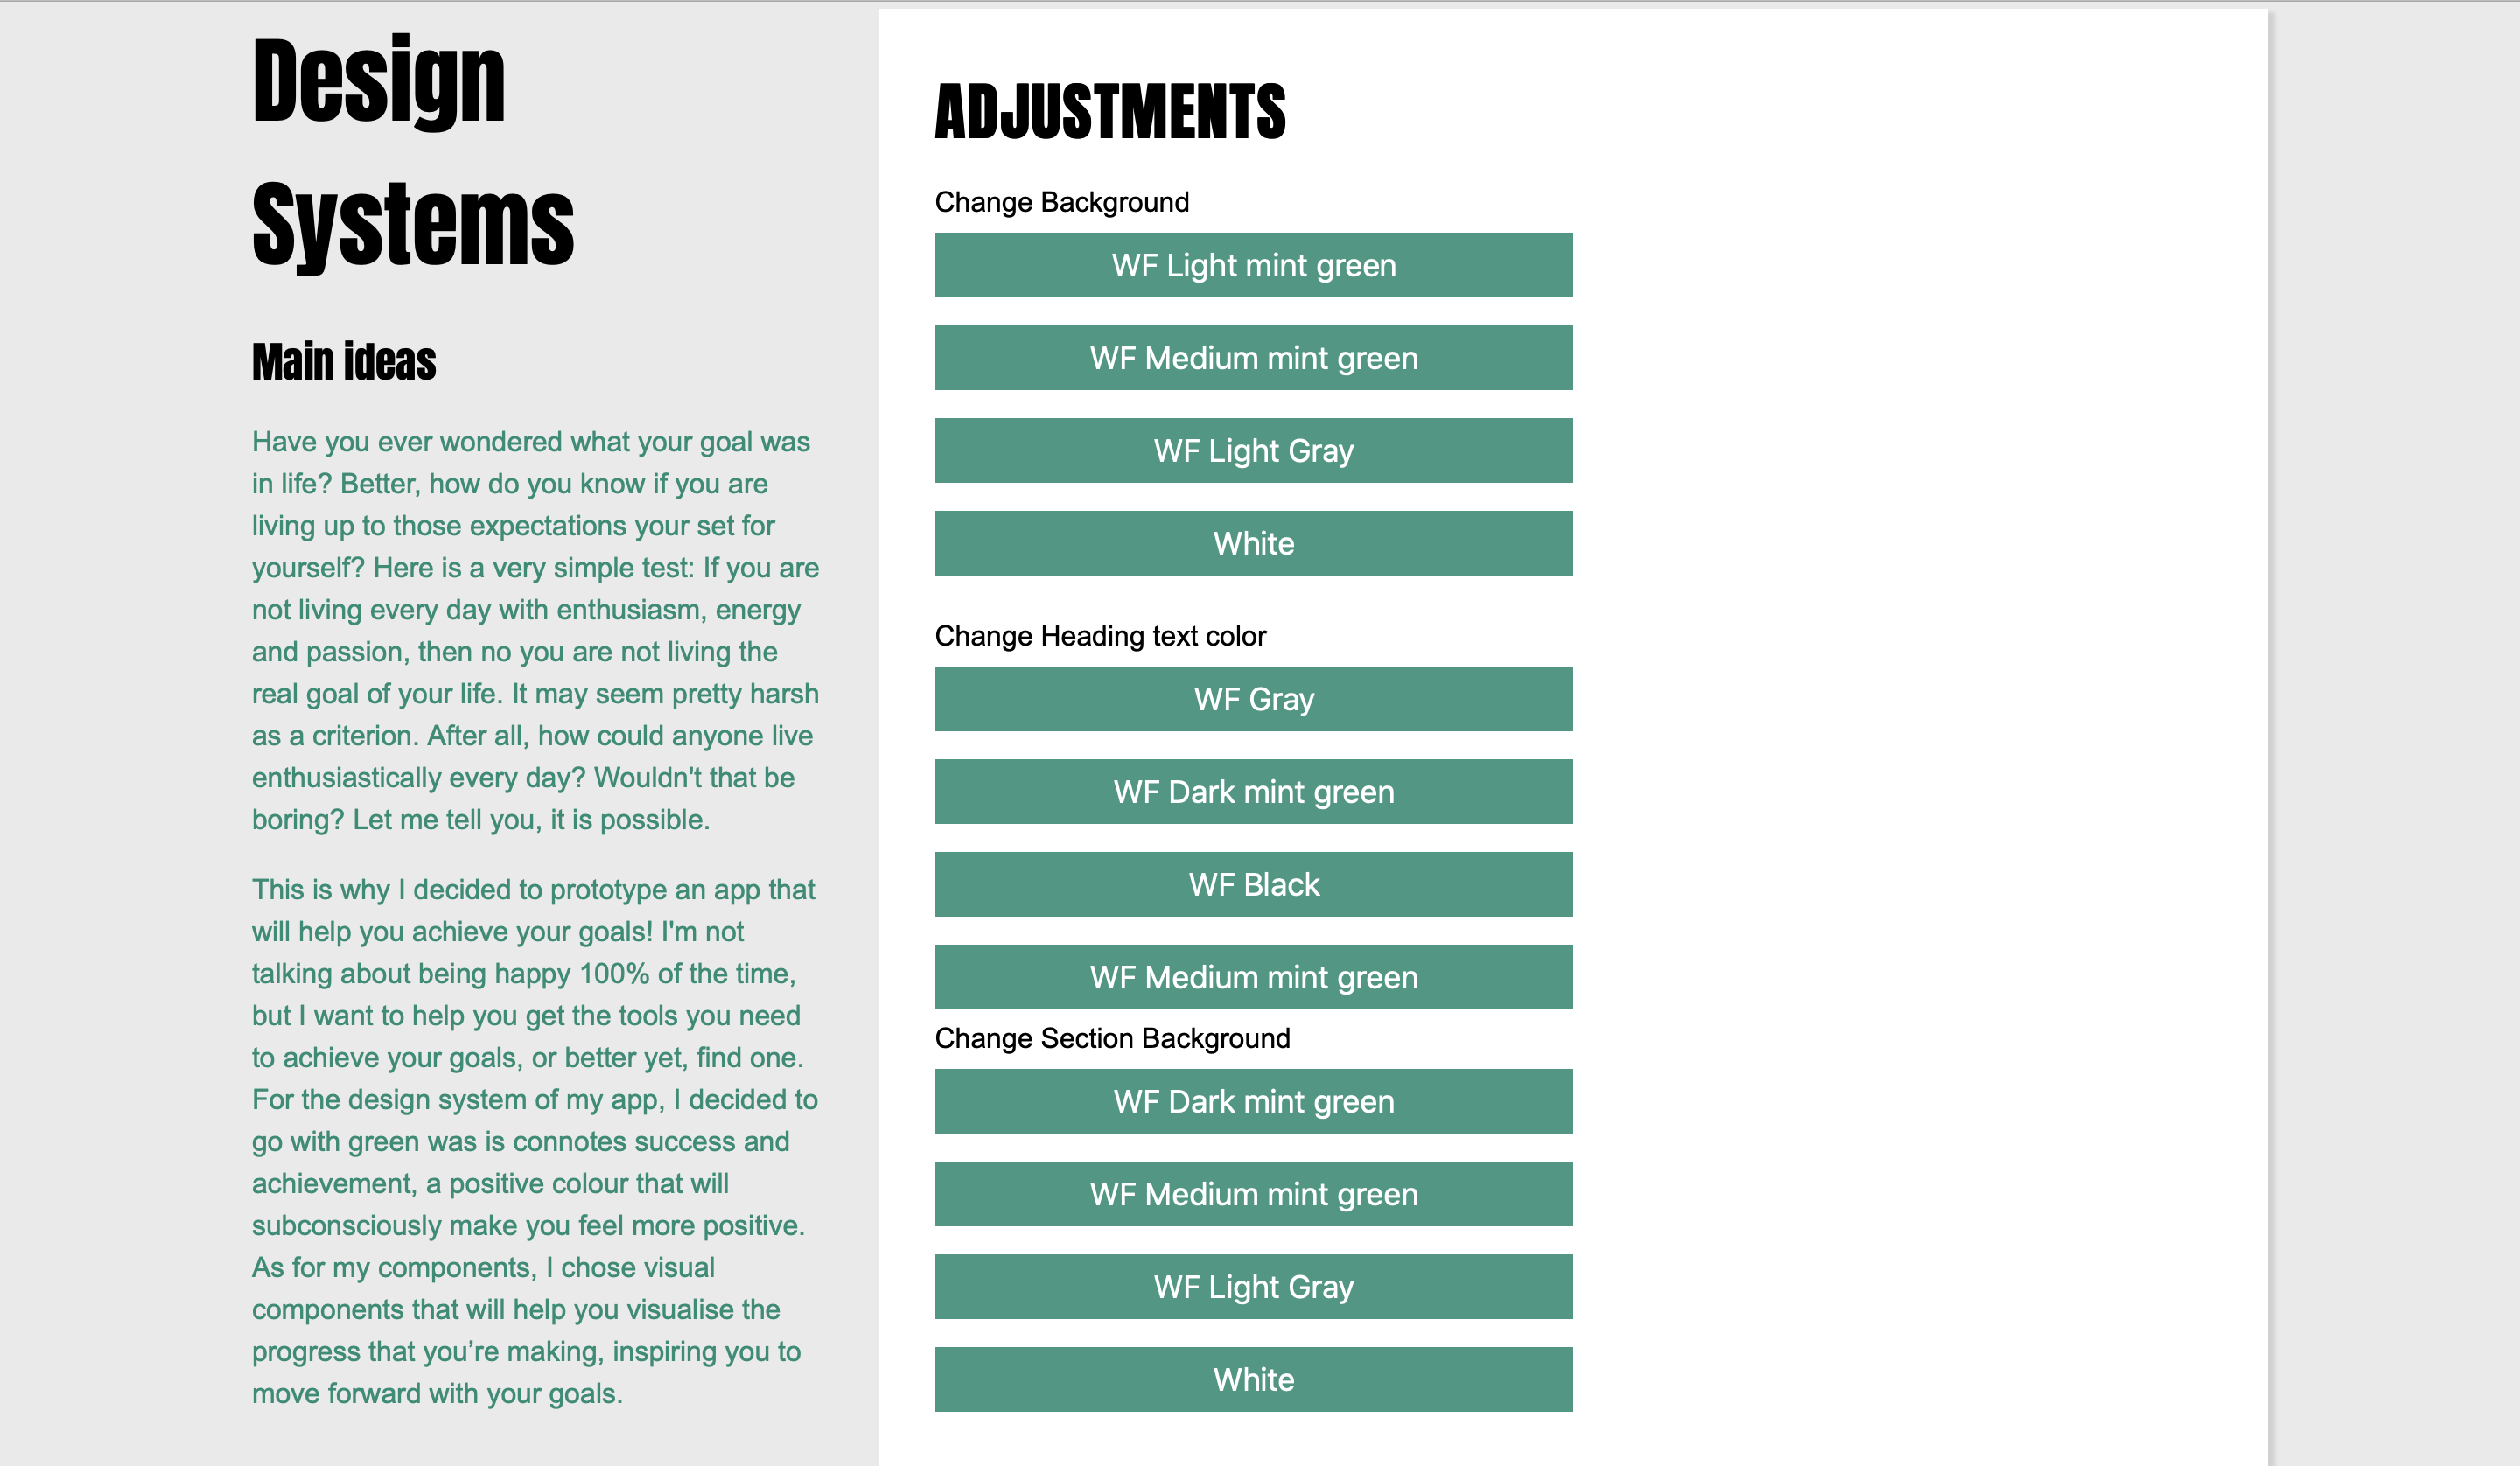 Design
Systems
Main ideas
Have you ever wondered what your goal was
in life? Better, how do you know if you are
living up to those expectations your set for
yourself? Here is a very simple test: If you are
not living every day with enthusiasm, energy
and passion, then no you are not living the
real goal of your life. It may seem pretty harsh
as a criterion. After all, how could anyone live
enthusiastically every day? Wouldn't that be
boring? Let me tell you, it is possible.
This is why I decided to prototype an app that
will help you achieve your goals! I'm not
talking about being happy 100% of the time,
but I want to help you get the tools you need
to achieve your goals, or better yet, find one.
For the design system of my app, I decided to
go with green was is connotes success and
achievement, a positive colour that will
subconsciously make you feel more positive.
As for my components, I chose visual
components that will help you visualise the
progress that you’re making, inspiring you to
move forward with your goals.
ADJUSTMENTS
Change Background
WF Light mint green
WF Medium mint green
WF Light Gray
White
Change Heading text color
WF Gray
WF Dark mint green
WF Black
WF Medium mint green
Change Section Background
WF Dark mint green
WF Medium mint green
WF Light Gray
White